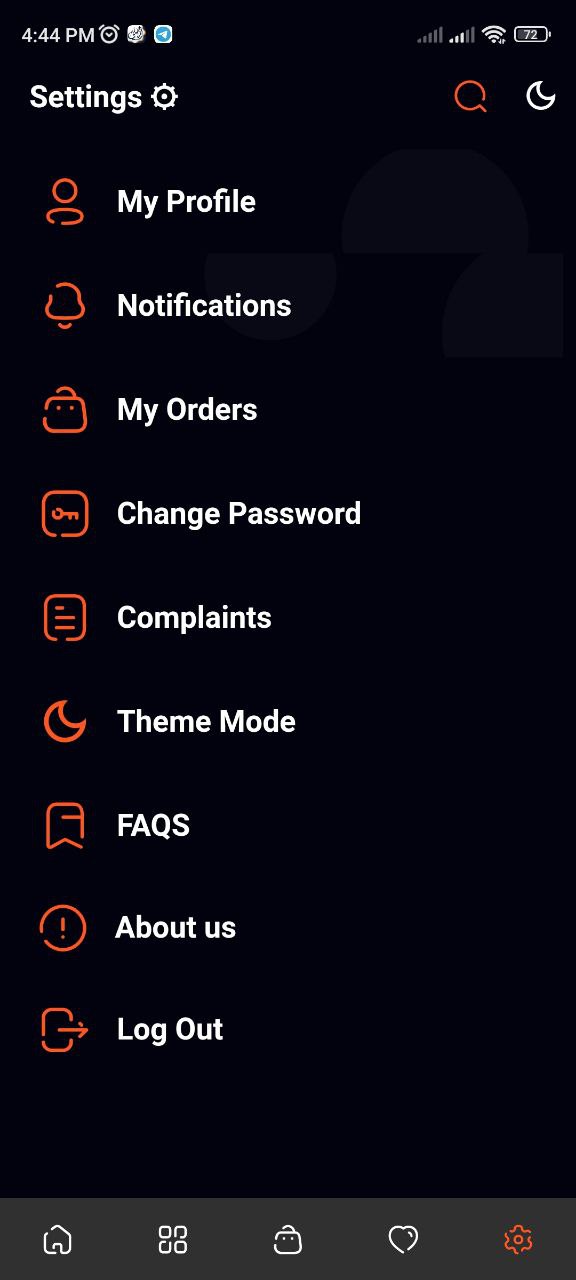 4:44 PM
72
Settings
My Profile
Notifications
My Orders
Change Password
Complaints
Theme Mode
FAQS
About us
Log Out